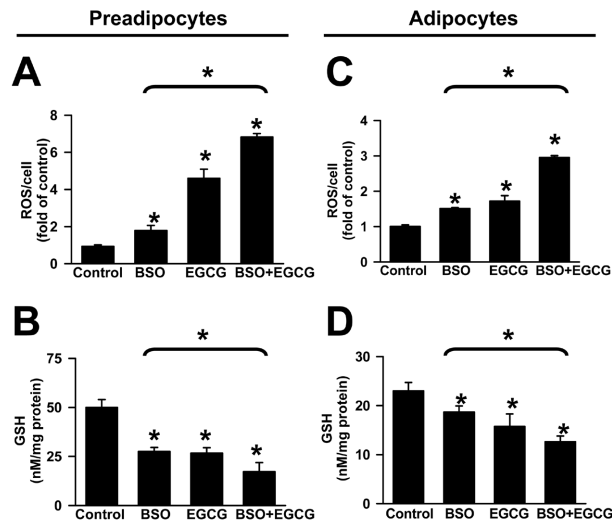 Preadipocytes
Adipocytes
A
*
ROS/cell
(fold of control)
8
6
4
2
0
*
*
*
Control BSO EGCG BSO+EGCG
C
*
ROS/cell
(fold of control)
4
3
2
1
0
*
*
*
Control BSO EGCG BSO+EGCG
B
*
GSH
(nM/mg protein)
75
50
25
0
*
*
*
Control BSO EGCG BSO+EGCG
D
*
GSH
(nM/mg protein)
30
20
10
0
*
*
*
Control BSO EGCG BSO+EGCG